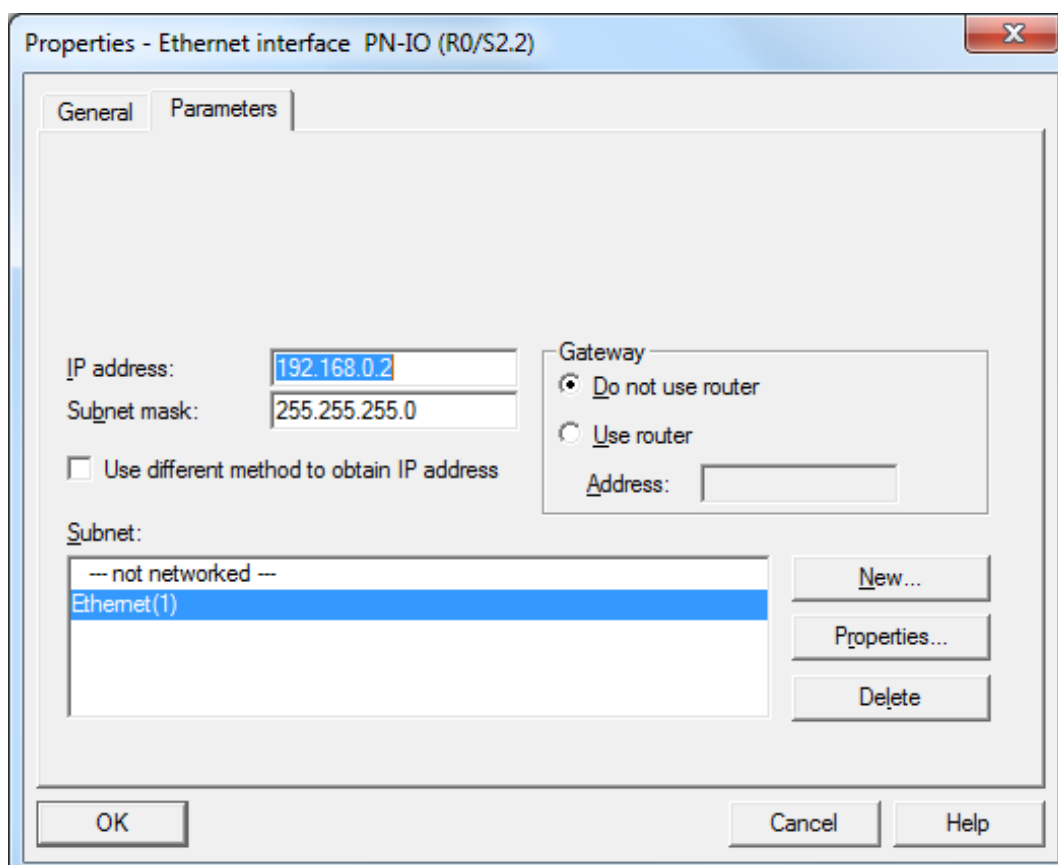 Properties - Ethernet interface  PN-IO (R0/S2.2)
General
Parameters
IP address:
192.168.0.2
Subnet mask:
255.255.255.0
Use different method to obtain IP address
Gateway
Do not use router
Use router
Address:
Subnet:
--- not networked ---
Ethernet(1)
New...
Properties...
Delete
OK
Cancel
Help